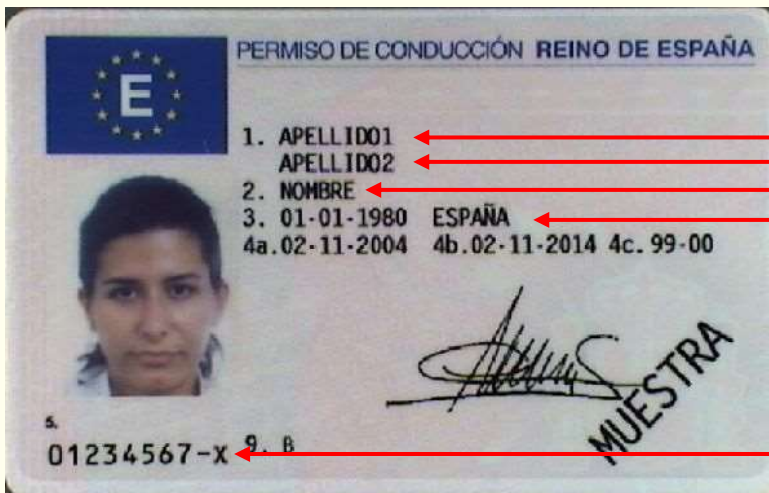 E
PERMISO DE CONDUCCIÓN REINO DE ESPAÑA
1. APELLIDO1
APELLIDO2
2. NOMBRE
3. 01-01-1980 ESPAÑA
4a.02-11-2004 4b.02-11-2014 4c.99-00
MUESTRA
5.
01234567-X 9. B